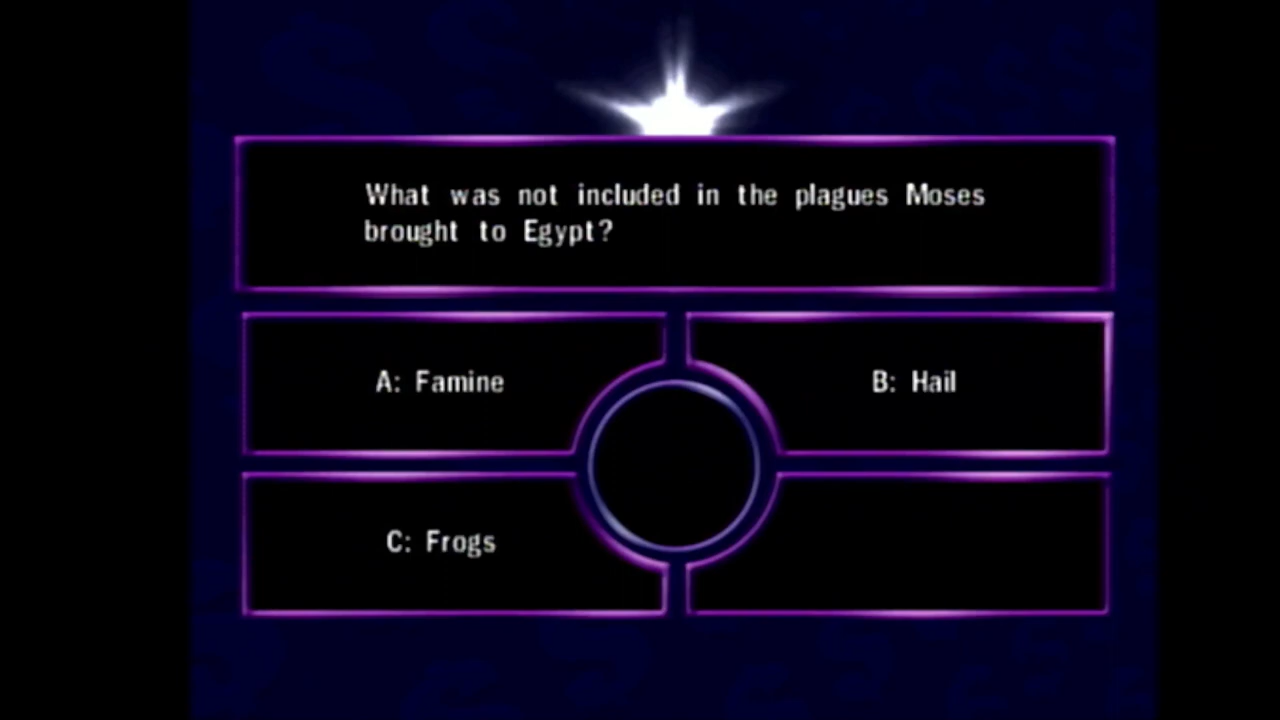 What was not included in the plagues Moses
brought to Egypt?
A: Famine
B: Hail
C: Frogs